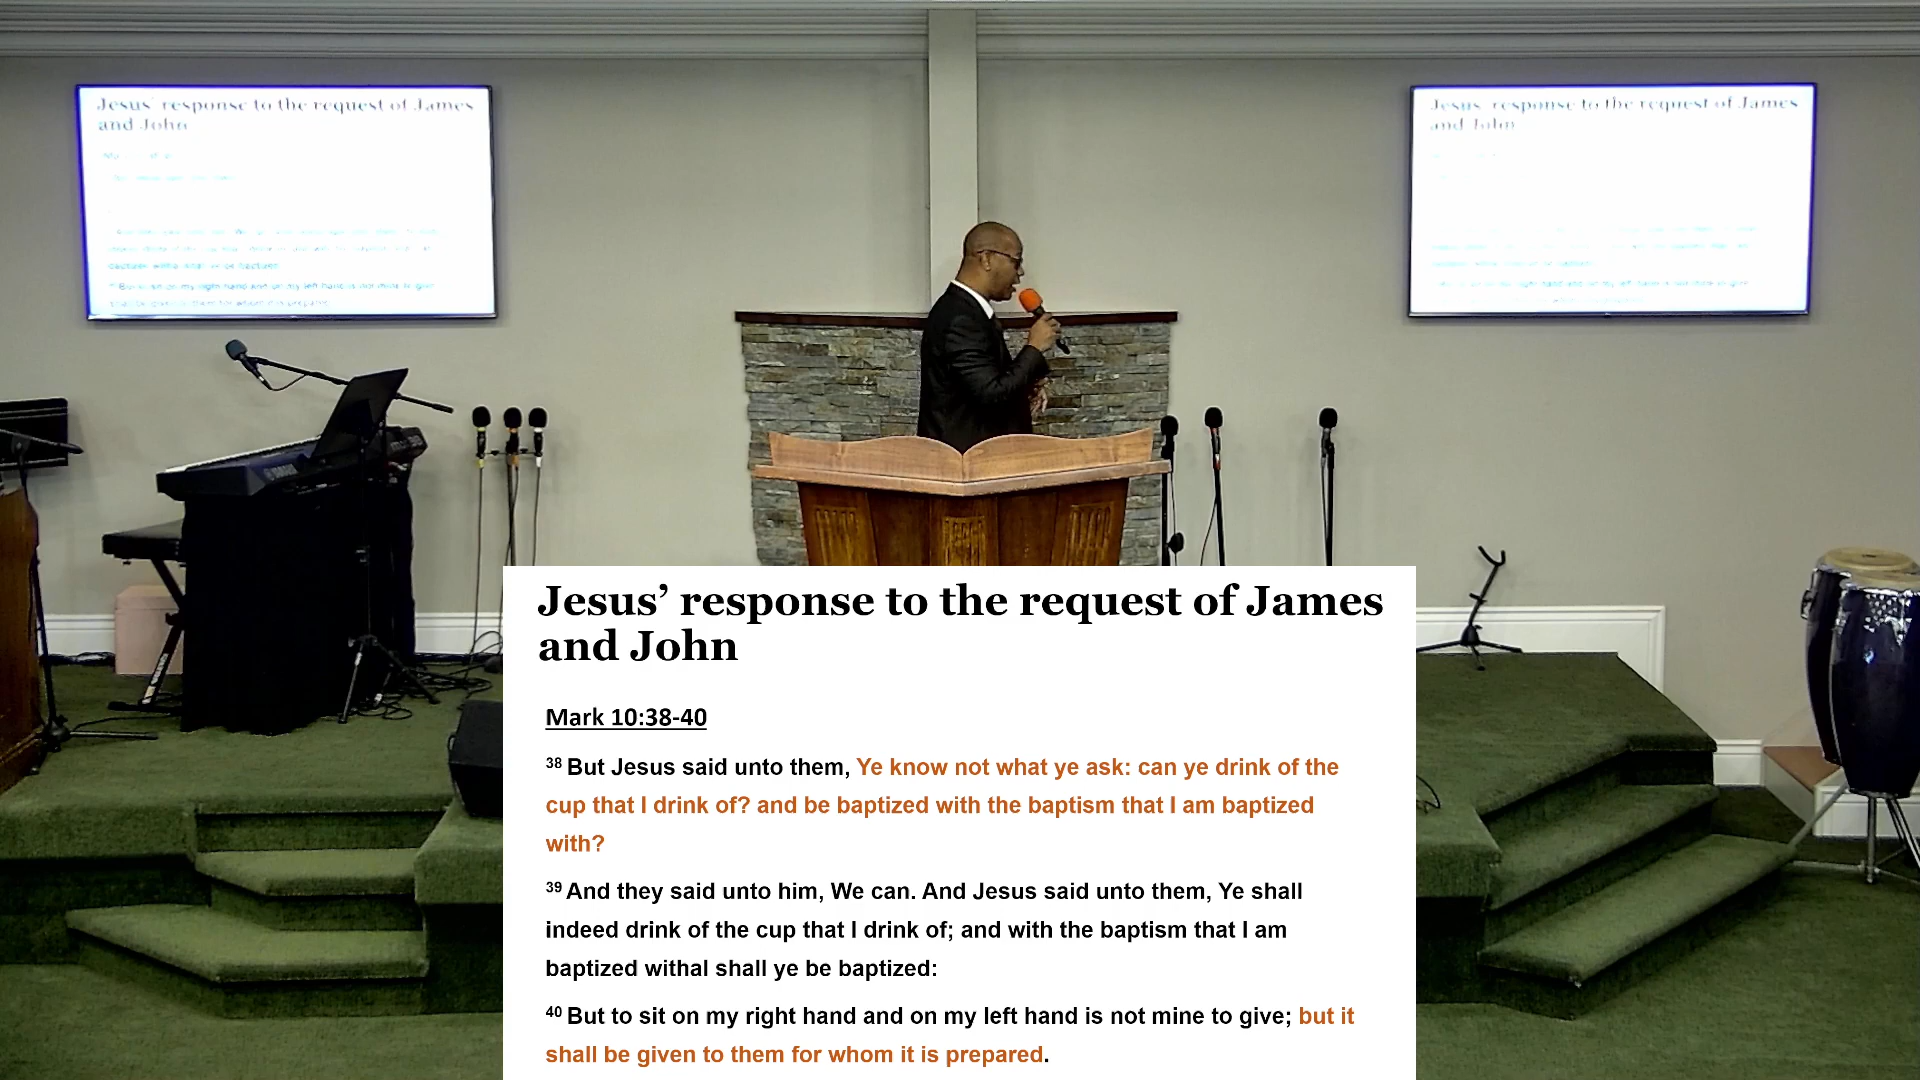 Jesus' response to the request of James
and John
Jesus' response to the request of James
and John
YAMAHA
Jesus’ response to the request of James
and John
Mark 10:38-40
38 But Jesus said unto them, Ye know not what ye ask: can ye drink of the
cup that I drink of? and be baptized with the baptism that I am baptized
with?
39 And they said unto him, We can. And Jesus said unto them, Ye shall
indeed drink of the cup that I drink of; and with the baptism that I am
baptized withal shall ye be baptized:
40 But to sit on my right hand and on my left hand is not mine to give; but it
shall be given to them for whom it is prepared.